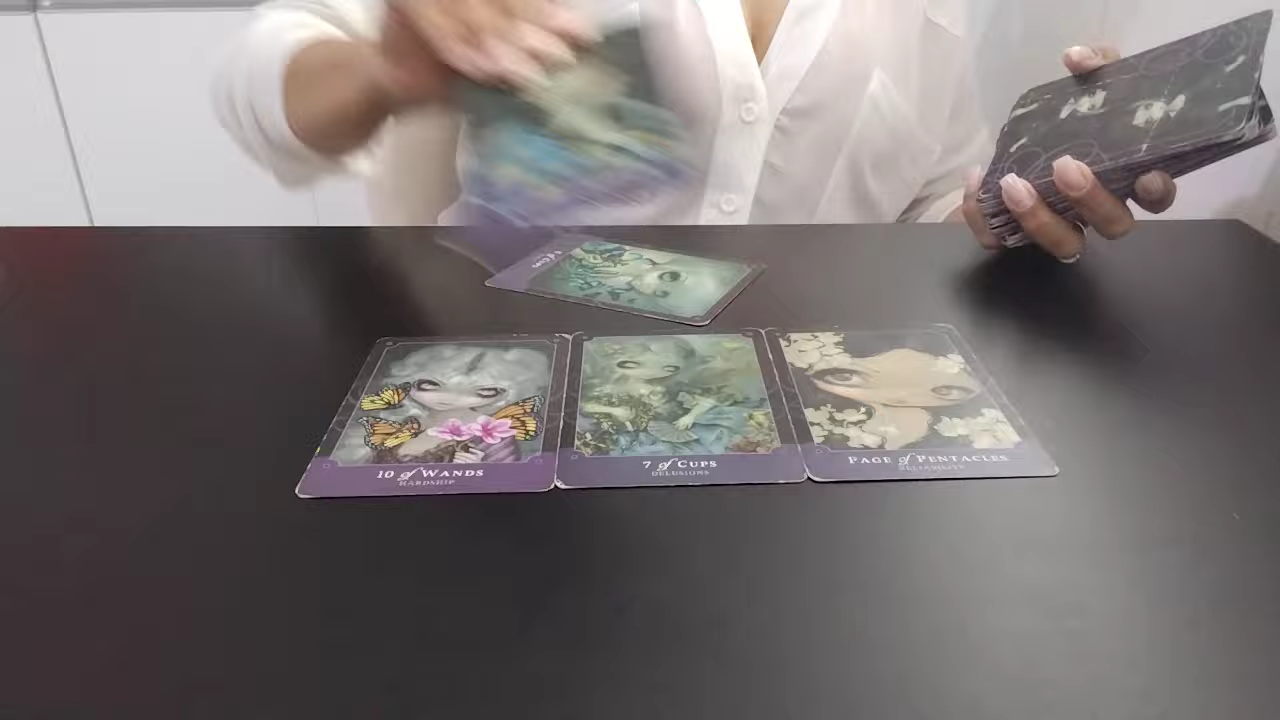 10 of WANDS
HARDSHIP
7 of CUPS
DELUSIONS
PAGE of PENTACLES